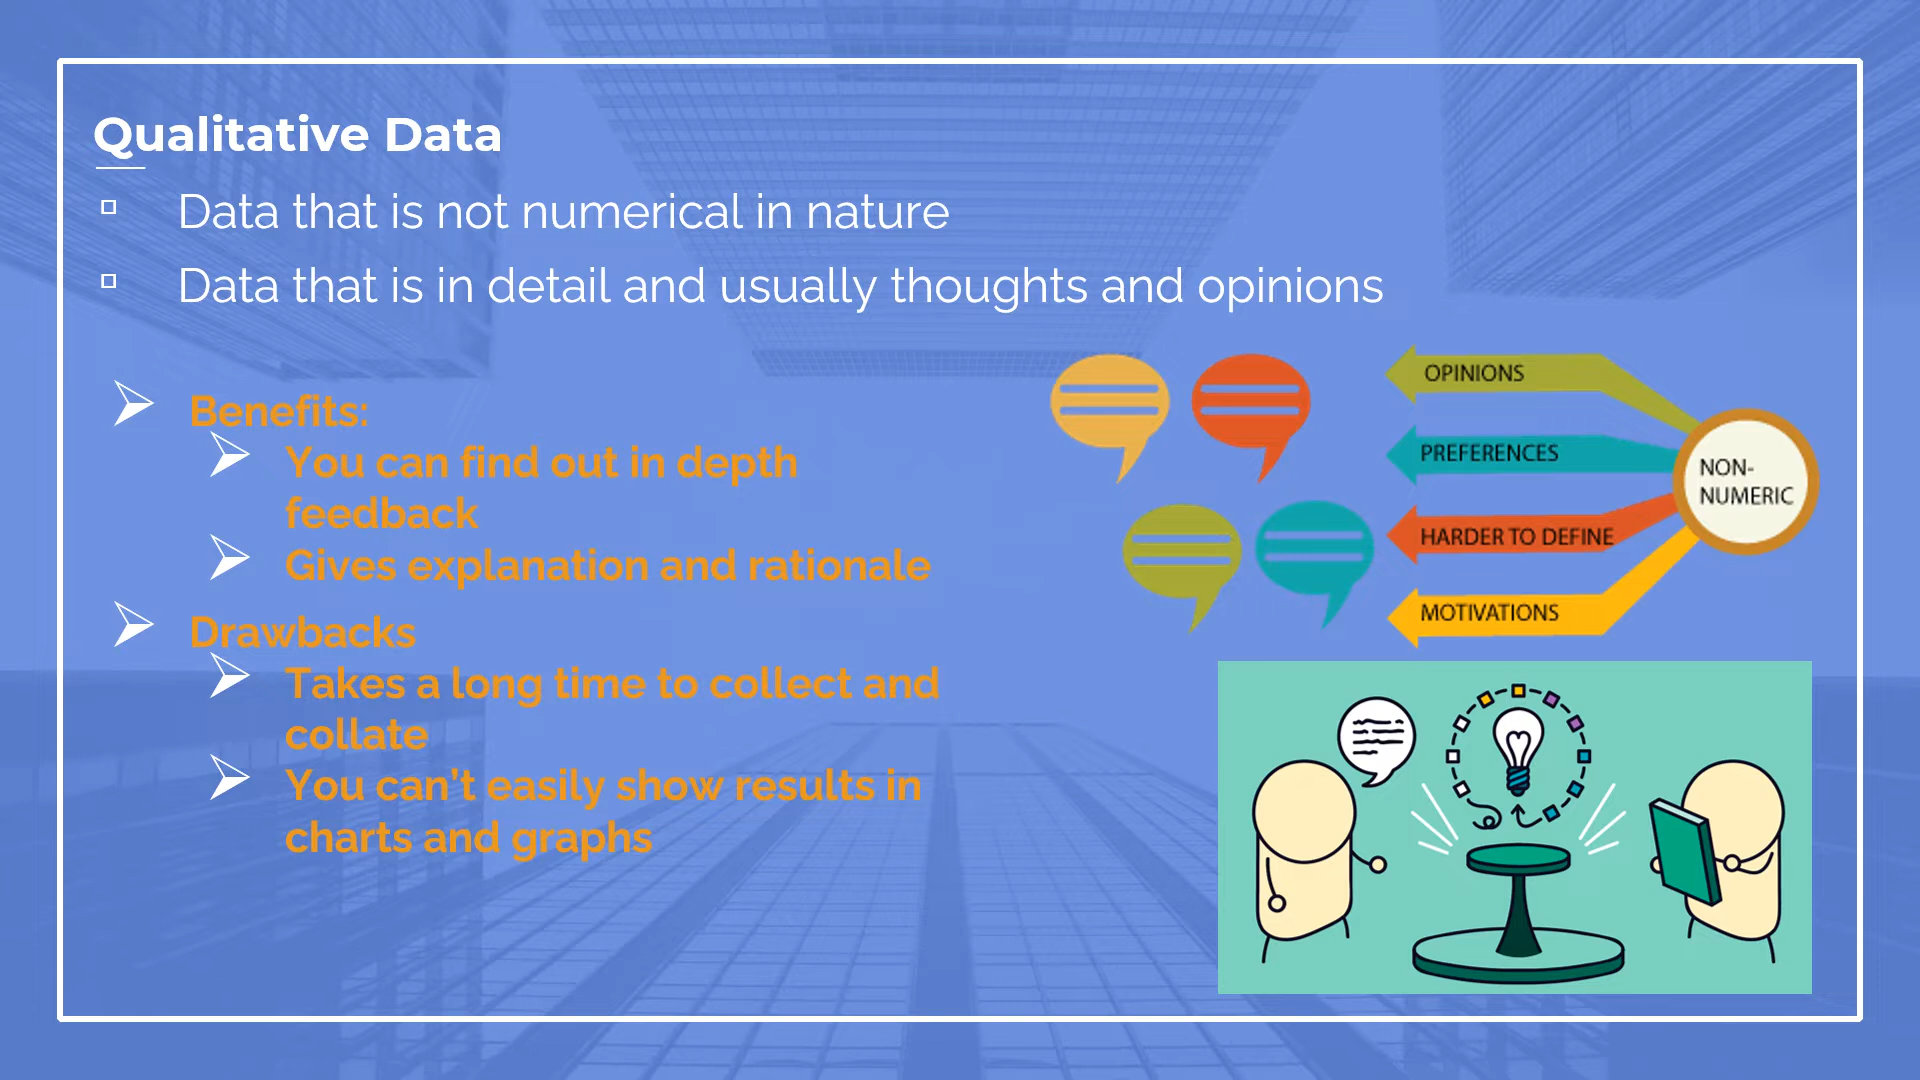 Qualitative Data
Data that is not numerical in nature
Data that is in detail and usually thoughts and opinions
Benefits:
You can find out in depth
feedback
Gives explanation and rationale
Drawbacks
Takes a long time to collect and
collate
You can’t easily show results in
charts and graphs
OPINIONS
PREFERENCES
HARDER TO DEFINE
MOTIVATIONS
NON-
NUMERIC